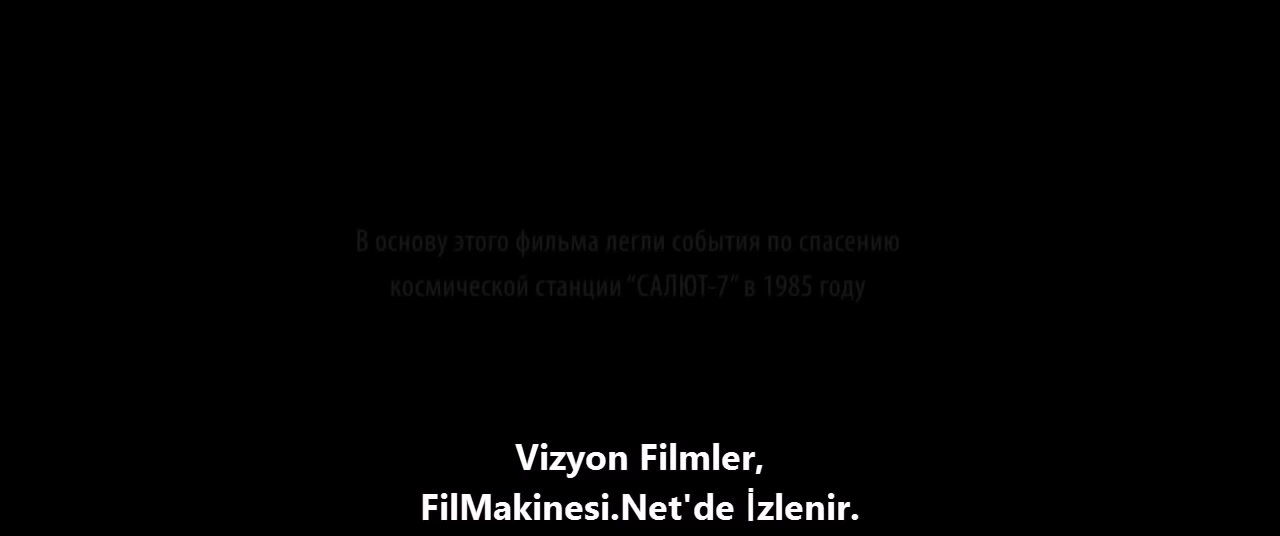 В основу этого фильма легли события по спасению
космической станции “САЛЮТ-7” в 1985 году
Vizyon Filmler,
FilMakinesi.Net'de İzlenir.